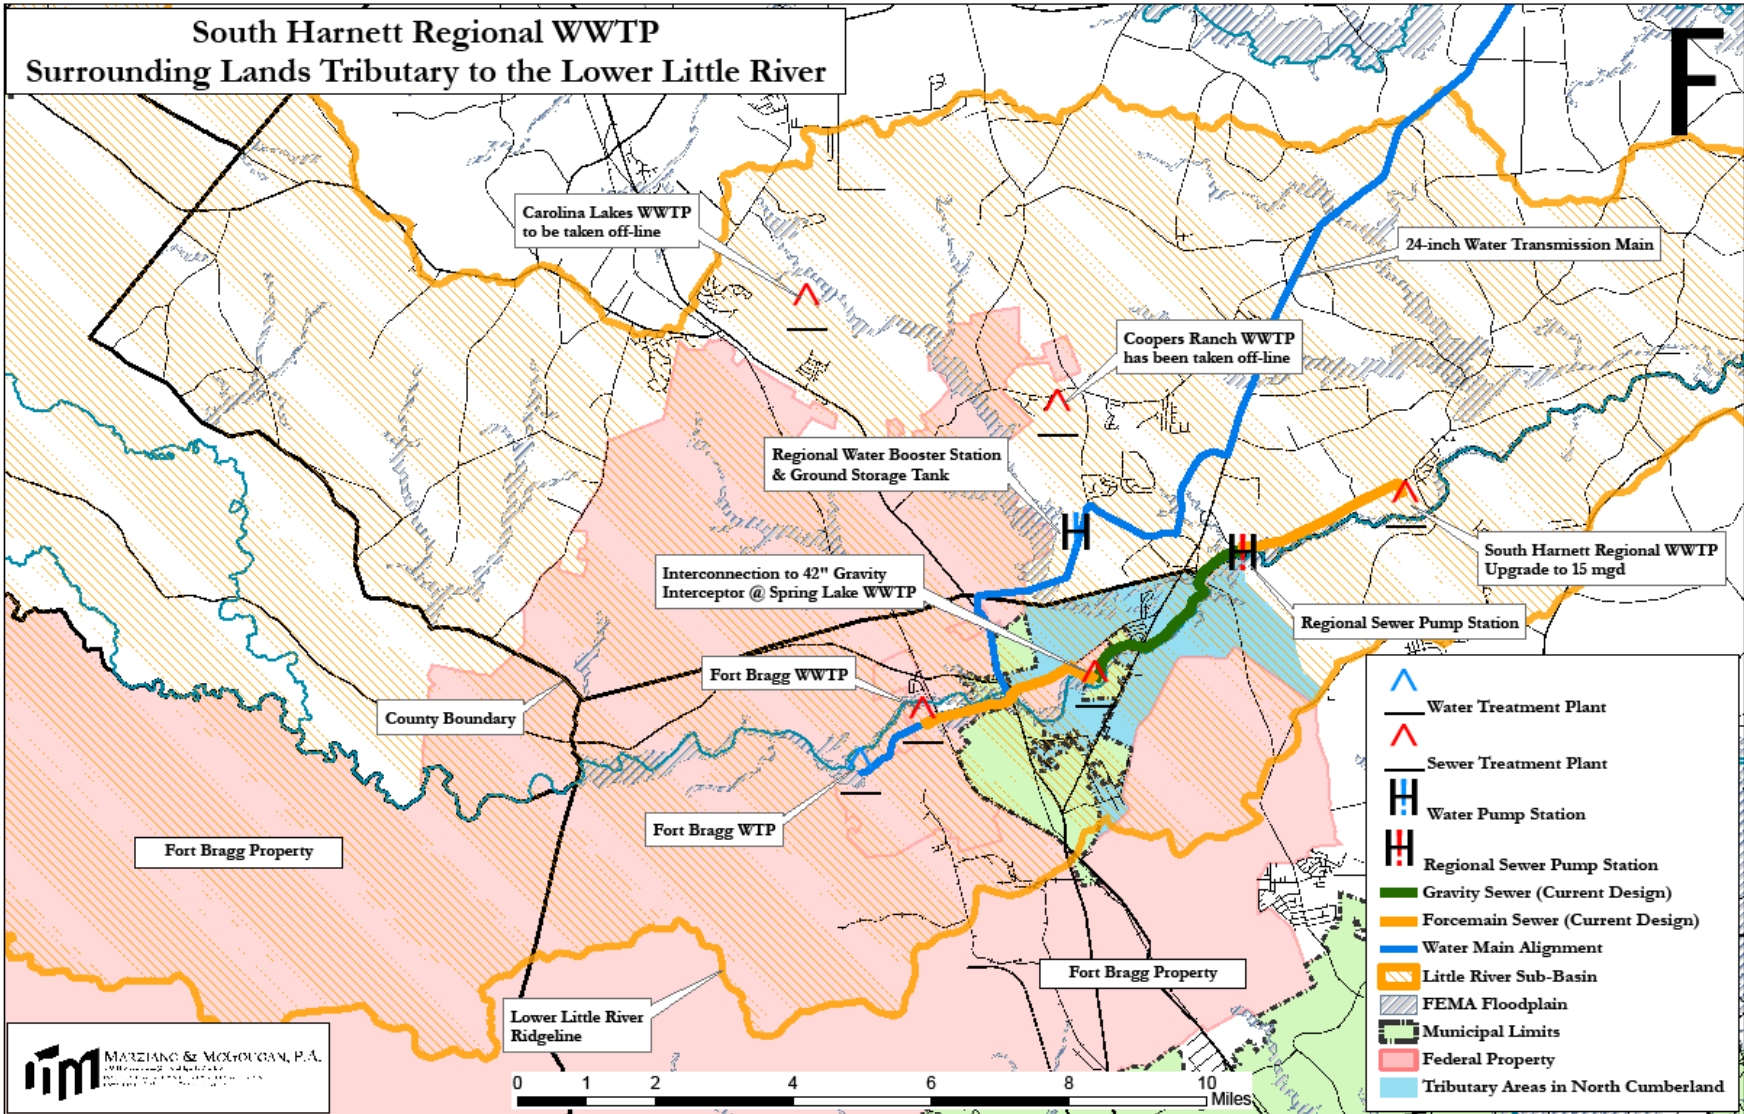 South Harnett Regional WWTP
Surrounding Lands Tributary to the Lower Little River
F
Carolina Lakes WWTP
to be taken off-line
24-inch Water Transmission Main
Coopers Ranch WWTP
has been taken off-line
Regional Water Booster Station
& Ground Storage Tank
H
H
South Harnett Regional WWTP
Upgrade to 15 mgd
Interconnection to 42" Gravity
Interceptor @ Spring Lake WWTP
Regional Sewer Pump Station
Fort Bragg WWTP
County Boundary
Fort Bragg WTP
Fort Bragg Property
Fort Bragg Property
Lower Little River
Ridgeline
Water Treatment Plant
Sewer Treatment Plant
H
Water Pump Station
H
Regional Sewer Pump Station
Gravity Sewer (Current Design)
Forcemain Sewer (Current Design)
Water Main Alignment
Little River Sub-Basin
FEMA Floodplain
Municipal Limits
Federal Property
Tributary Areas in North Cumberland
MARZIANO & MCGOUGAN, P.A.
0 1 2 4 6 8 10
Miles